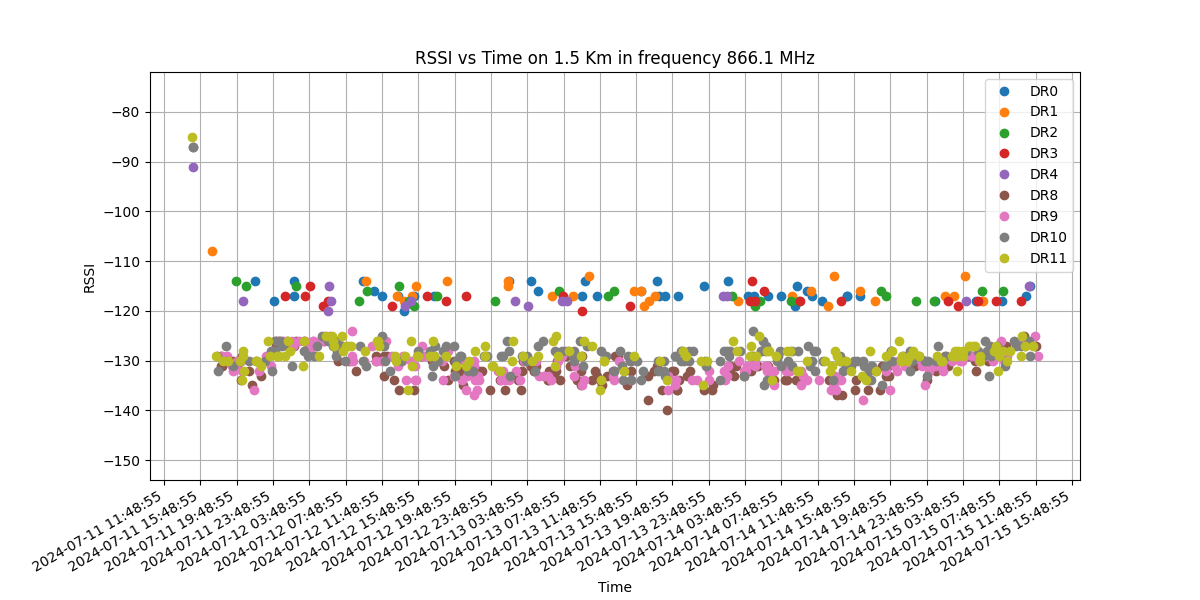 RSSI vs Time on 1.5 Km in frequency 866.1 MHz
DR0
DR1
DR2
DR3
DR4
DR8
DR9
DR10
DR11
−80
−90
−100
−110
−120
−130
−140
−150
RSSI
2024-07-11 11:48:55
2024-07-11 15:48:55
2024-07-11 19:48:55
2024-07-11 23:48:55
2024-07-12 03:48:55
2024-07-12 07:48:55
2024-07-12 11:48:55
2024-07-12 15:48:55
2024-07-12 19:48:55
2024-07-12 23:48:55
2024-07-13 03:48:55
2024-07-13 07:48:55
2024-07-13 11:48:55
2024-07-13 15:48:55
2024-07-13 19:48:55
2024-07-13 23:48:55
2024-07-14 03:48:55
2024-07-14 07:48:55
2024-07-14 11:48:55
2024-07-14 15:48:55
2024-07-14 19:48:55
2024-07-14 23:48:55
2024-07-15 03:48:55
2024-07-15 07:48:55
2024-07-15 11:48:55
2024-07-15 15:48:55
Time